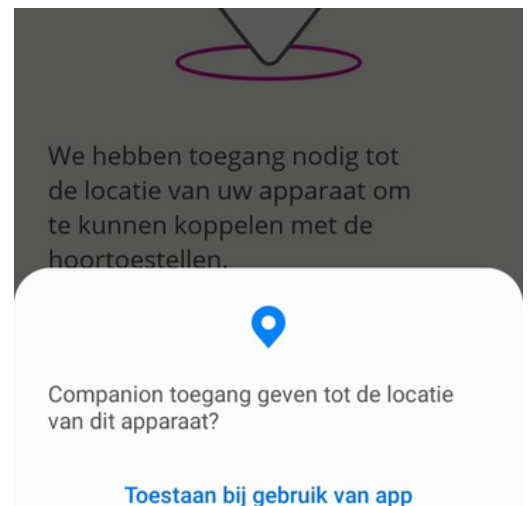 We hebben toegang nodig tot
de locatie van uw apparaat om
te kunnen koppelen met de
hoortoestellen.
Companion toegang geven tot de locatie
van dit apparaat?
Toestaan bij gebruik van app